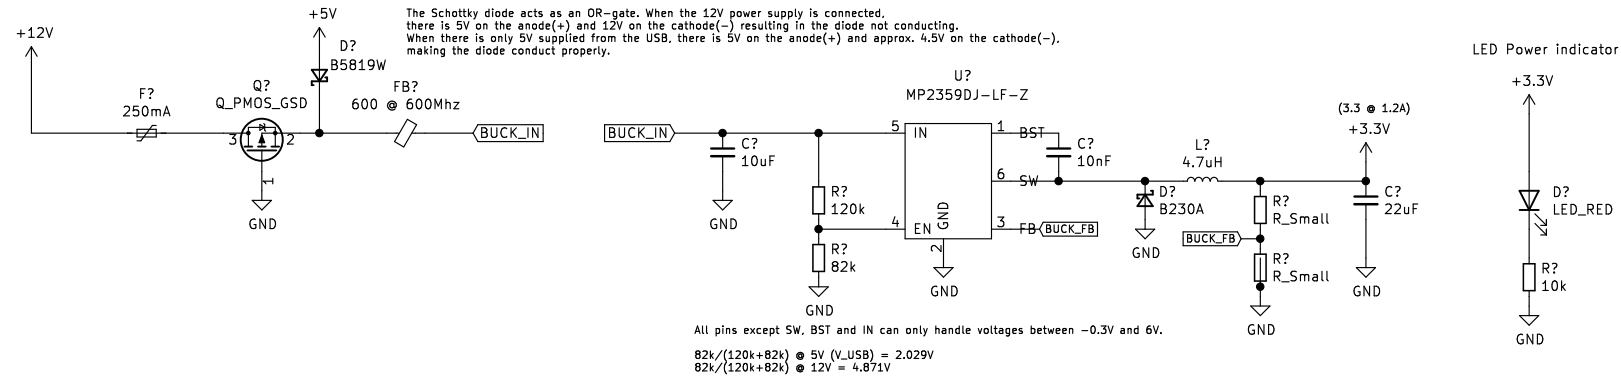 The Schottky diode acts as an OR-gate. When the 12V power supply is connected,
there is 5V on the anode(+) and 12V on the cathode(-) resulting in the diode not conducting.
When there is only 5V supplied from the USB, there is 5V on the anode(+) and approx. 4.5V on the cathode(-),
making the diode conduct properly.
+12V
+5V
D?
B5819W
F?
250mA
Q?
Q_PMOS_GSD
3
2
1
GND
FB?
600 @ 600Mhz
BUCK_IN
BUCK_IN
C?
10uF
GND
R?
120k
R?
82k
GND
U?
MP2359DJ-LF-Z
5
IN
4
EN
GND
2
GND
1
BST
6
SW
3
FB
BUCK_FB
C?
10nF
D?
B230A
GND
L?
4.7uH
BUCK_FB
R?
R_Small
R?
R_Small
GND
(3.3 @ 1.2A)
+3.3V
C?
22uF
GND
LED Power indicator
+3.3V
D?
LED_RED
R?
10k
GND
All pins except SW, BST and IN can only handle voltages between -0.3V and 6V.
82k/(120k+82k) @ 5V (V_USB) = 2.029V
82k/(120k+82k) @ 12V = 4.871V